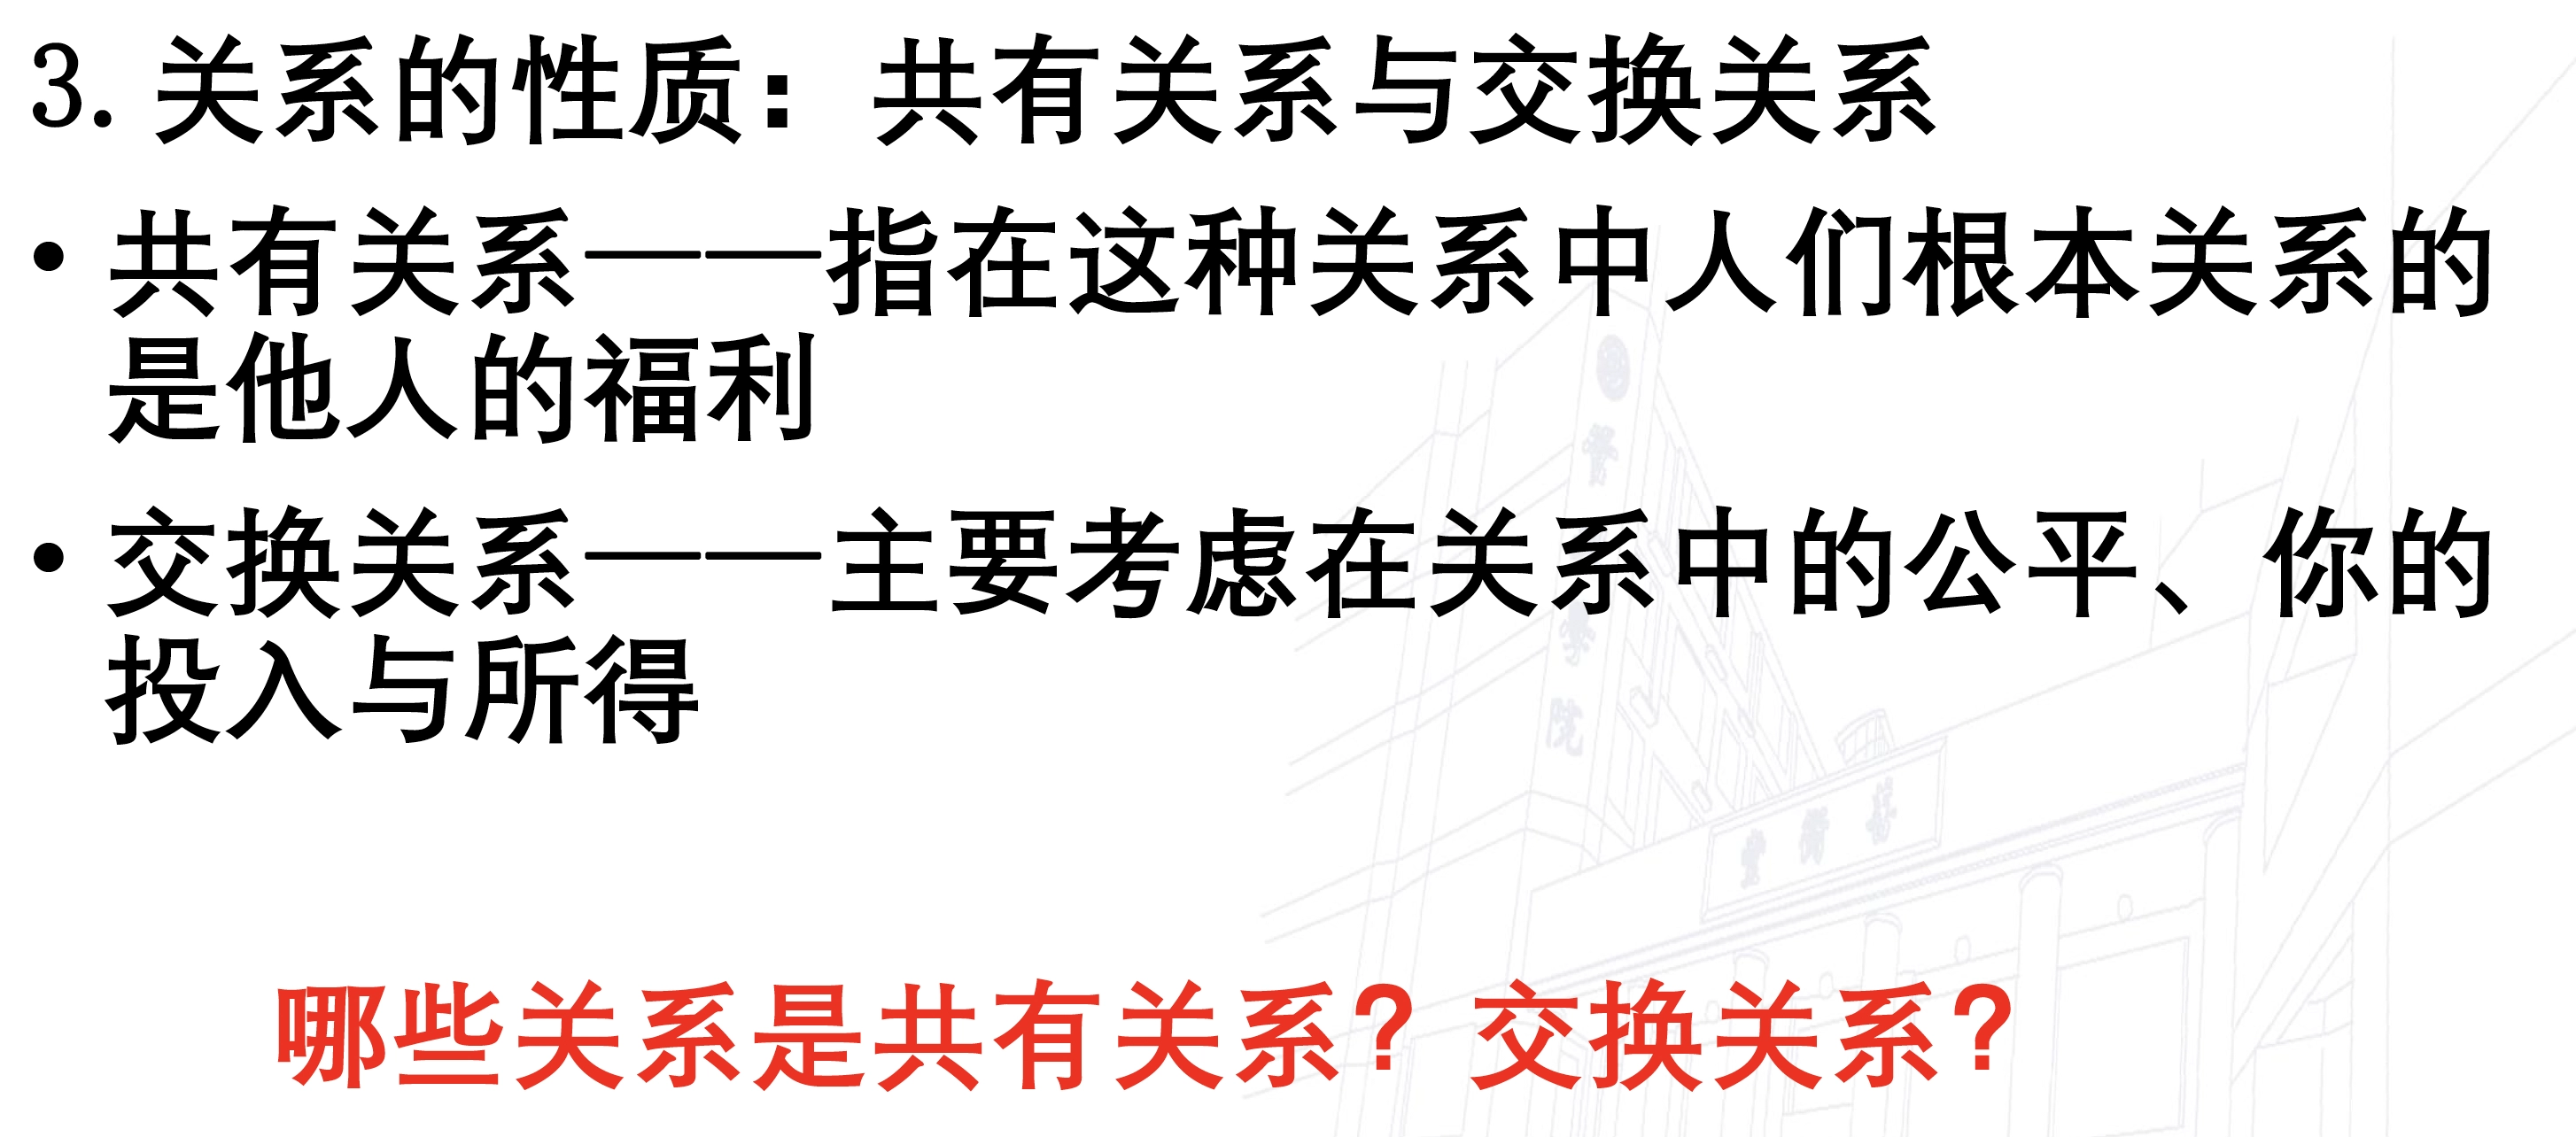 3. 关系的性质：共有关系与交换关系
• 共有关系——指在这种关系中人们根本关系的
是他人的福利
• 交换关系——主要考虑在关系中的公平、你的
投入与所得
哪些关系是共有关系？交换关系？